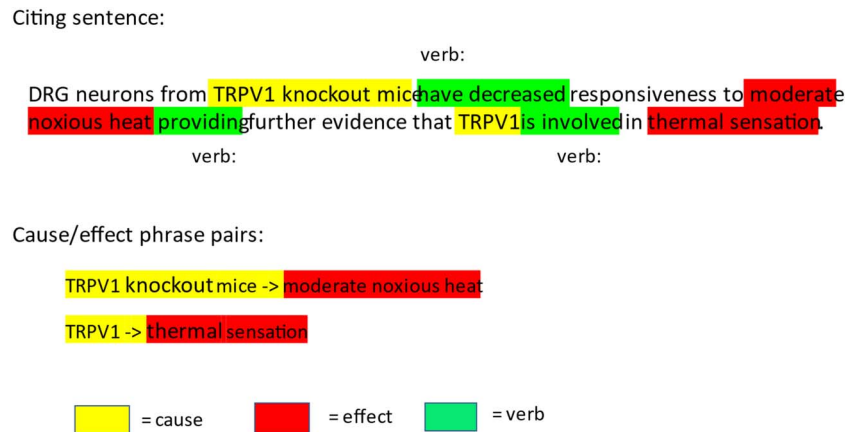 Citing sentence:
verb:
DRG neurons from TRPV1 knockout mice have decreased responsiveness to moderate
noxious heat providing further evidence that TRPV1 is involved in thermal sensation.
verb: verb:
Cause/effect phrase pairs:
TRPV1 knockout mice -> moderate noxious heat
TRPV1 -> thermal sensation
= cause = effect = verb